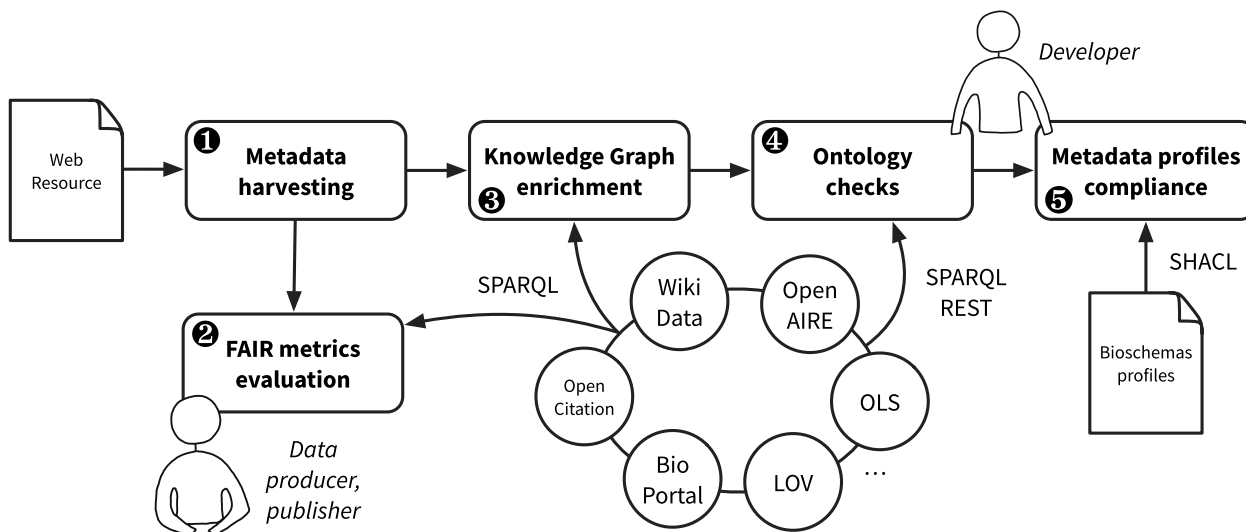 Developer
Web
Resource
❶
Metadata
harvesting
Knowledge Graph
enrichment
❸
❹
Ontology
checks
Metadata profiles
compliance
❺
SPARQL
SPARQL
REST
SHACL
❷
FAIR metrics
evaluation
Wiki
Data
Open
AIRE
Open
Citation
OLS
Bio
Portal
LOV
...
Bioschemas
profiles
Data
producer,
publisher